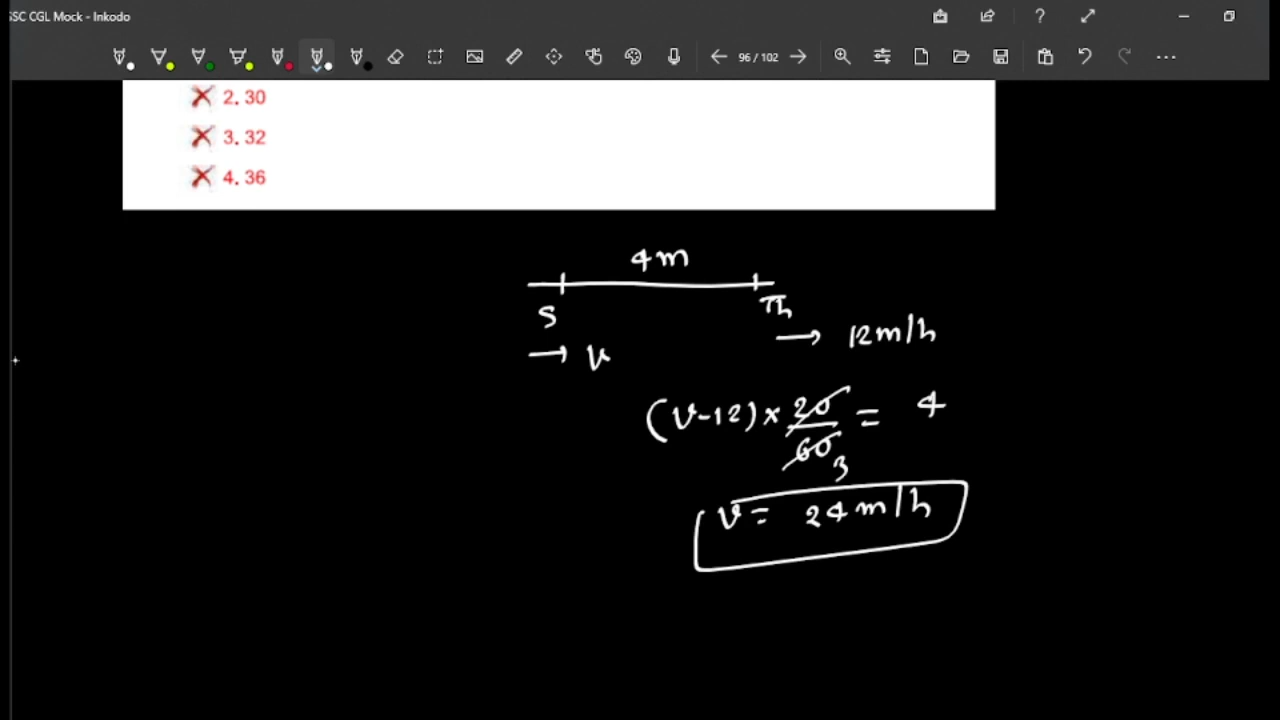 SSC CGL Mock - Inkodo
96 / 102
2. 30
3. 32
4. 36
4m
S
Th
12m/h
V
(V-12) × 20/60 = 4
3
V = 24m/h